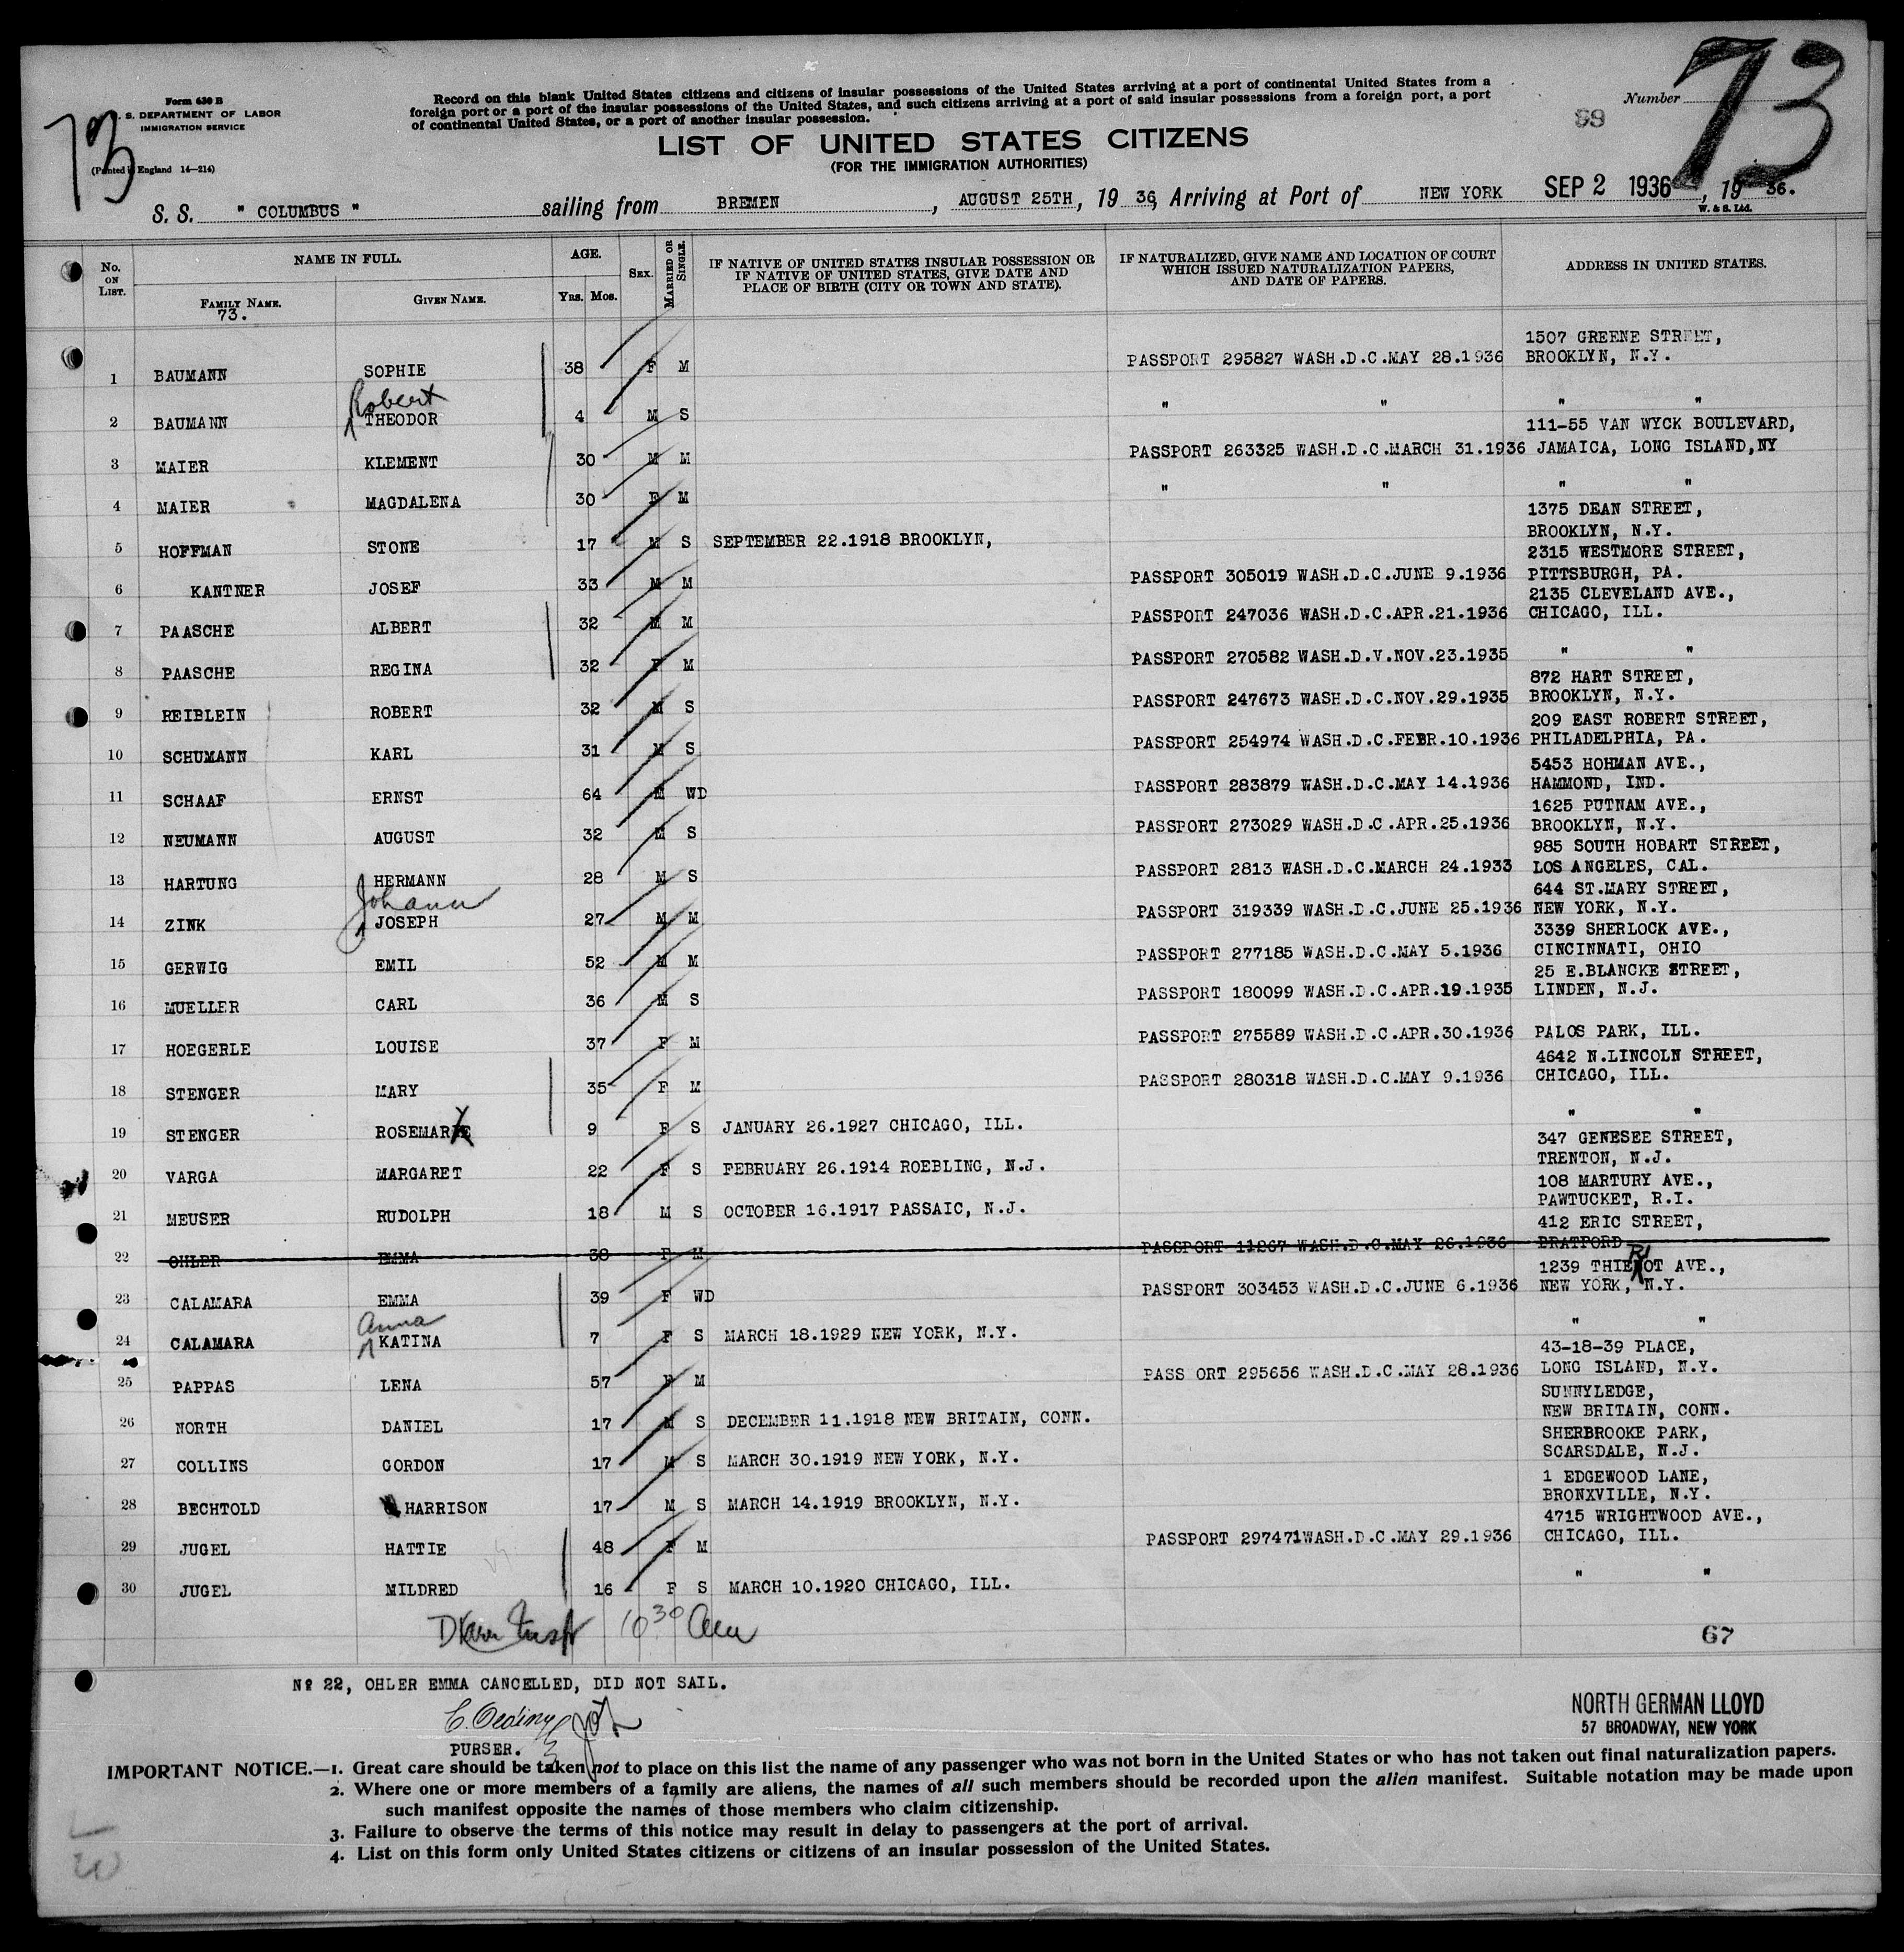 73
Form 630 B
S. DEPARTMENT OF LABOR
IMMIGRATION SERVICE
(Printed in England 14—214)
73
Record on this blank United States citizens and citizens of insular possessions of the United States arriving at a port of continental United States from a
foreign port or a port of the insular possessions of the United States, and such citizens arriving at a port of said insular possessions from a foreign port, a port
of continental United States, or a port of another insular possession.
Number
LIST OF UNITED STATES CITIZENS
(FOR THE IMMIGRATION AUTHORITIES)
S. S. " COLUMBUS " sailing from BREMEN, AUGUST 25TH, 19 36, Arriving at Port of NEW YORK SEP 2 1936, 19 36.
W. & S. Ltd.
No. ON LIST. NAME IN FULL. AGE. SEX. MARRIED OR SINGLE. IF NATIVE OF UNITED STATES INSULAR POSSESSION OR IF NATIVE OF UNITED STATES, GIVE DATE AND PLACE OF BIRTH (CITY OR TOWN AND STATE). IF NATURALIZED, GIVE NAME AND LOCATION OF COURT WHICH ISSUED NATURALIZATION PAPERS, AND DATE OF PAPERS. ADDRESS IN UNITED STATES.
FAMILY NAME. GIVEN NAME. YRS. MOS.
73.
1507 GREENE STREET,
1 BAUMANN SOPHIE 38 F M PASSPORT 295827 WASH.D.C.MAY 28.1936 BROOKLYN, N.Y.
Robert
2 BAUMANN THEODOR 4 M S " " " "
111-55 VAN WYCK BOULEVARD,
3 MAIER KLEMENT 30 M M PASSPORT 263325 WASH.D.C.MARCH 31.1936 JAMAICA, LONG ISLAND,NY
4 MAIER MAGDALENA 30 F M " " " "
1375 DEAN STREET,
5 HOFFMAN STONE 17 M S SEPTEMBER 22.1918 BROOKLYN, BROOKLYN, N.Y.
2315 WESTMORE STREET,
6 KANTNER JOSEF 33 M M PASSPORT 305019 WASH.D.C.JUNE 9.1936 PITTSBURGH, PA.
2135 CLEVELAND AVE.,
7 PAASCHE ALBERT 32 M M PASSPORT 247036 WASH.D.C.APR.21.1936 CHICAGO, ILL.
8 PAASCHE REGINA 32 F M PASSPORT 270582 WASH.D.V.NOV.23.1935 " "
872 HART STREET,
9 REIBLEIN ROBERT 32 M S PASSPORT 247673 WASH.D.C.NOV.29.1935 BROOKLYN, N.Y.
209 EAST ROBERT STREET,
10 SCHUMANN KARL 31 M S PASSPORT 254974 WASH.D.C.FEBR.10.1936 PHILADELPHIA, PA.
5453 HOHMAN AVE.,
11 SCHAAF ERNST 64 M WD PASSPORT 283879 WASH.D.C.MAY 14.1936 HAMMOND, IND.
1625 PUTNAM AVE.,
12 NEUMANN AUGUST 32 M S PASSPORT 273029 WASH.D.C.APR.25.1936 BROOKLYN, N.Y.
985 SOUTH HOBART STREET,
13 HARTUNG HERMANN 28 M S PASSPORT 2813 WASH.D.C.MARCH 24.1933 LOS ANGELES, CAL.
Johann 644 ST.MARY STREET,
14 ZINK JOSEPH 27 M M PASSPORT 319339 WASH.D.C.JUNE 25.1936 NEW YORK, N.Y.
3339 SHERLOCK AVE.,
15 GERWIG EMIL 52 M M PASSPORT 277185 WASH.D.C.MAY 5.1936 CINCINNATI, OHIO
25 E.BLANCKE STREET,
16 MUELLER CARL 36 M S PASSPORT 180099 WASH.D.C.APR.19.1935 LINDEN, N.J.
17 HOEGERLE LOUISE 37 F M PASSPORT 275589 WASH.D.C.APR.30.1936 PALOS PARK, ILL.
4642 N.LINCOLN STREET,
18 STENGER MARY 35 F M PASSPORT 280318 WASH.D.C.MAY 9.1936 CHICAGO, ILL.
19 STENGER ROSEMARY 9 F S JANUARY 26.1927 CHICAGO, ILL. " "
347 GENESEE STREET,
20 VARGA MARGARET 22 F S FEBRUARY 26.1914 ROEBLING, N.J. TRENTON, N.J.
108 MARTURY AVE.,
21 MEUSER RUDOLPH 18 M S OCTOBER 16.1917 PASSAIC, N.J. PAWTUCKET, R.I.
412 ERIC STREET,
22 OHLER EMMA 38 F M PASSPORT 11267 WASH.D.C.MAY 26.1936 BRATFORD
1239 THIERIOT AVE.,
23 CALAMARA EMMA 39 F WD PASSPORT 303453 WASH.D.C.JUNE 6.1936 NEW YORK, N.Y.
Anna
24 CALAMARA KATINA 7 F S MARCH 18.1929 NEW YORK, N.Y. " "
43-18-39 PLACE,
25 PAPPAS LENA 57 F M PASS ORT 295656 WASH.D.C.MAY 28.1936 LONG ISLAND, N.Y.
SUNNYLEDGE,
26 NORTH DANIEL 17 M S DECEMBER 11.1918 NEW BRITAIN, CONN. NEW BRITAIN, CONN.
SHERBROOKE PARK,
27 COLLINS GORDON 17 M S MARCH 30.1919 NEW YORK, N.Y. SCARSDALE, N.J.
1 EDGEWOOD LANE,
28 BECHTOLD HARRISON 17 M S MARCH 14.1919 BROOKLYN, N.Y. BRONXVILLE, N.Y.
4715 WRIGHTWOOD AVE.,
29 JUGEL HATTIE 48 F M PASSPORT 297471WASH.D.C.MAY 29.1936 CHICAGO, ILL.
30 JUGEL MILDRED 16 F S MARCH 10.1920 CHICAGO, ILL. " "
10 30
67
Nº 22, OHLER EMMA CANCELLED, DID NOT SAIL.
PURSER.
NORTH GERMAN LLOYD
57 BROADWAY, NEW YORK
IMPORTANT NOTICE.—1. Great care should be taken not to place on this list the name of any passenger who was not born in the United States or who has not taken out final naturalization papers.
2. Where one or more members of a family are aliens, the names of all such members should be recorded upon the alien manifest. Suitable notation may be made upon
such manifest opposite the names of those members who claim citizenship.
3. Failure to observe the terms of this notice may result in delay to passengers at the port of arrival.
4. List on this form only United States citizens or citizens of an insular possession of the United States.